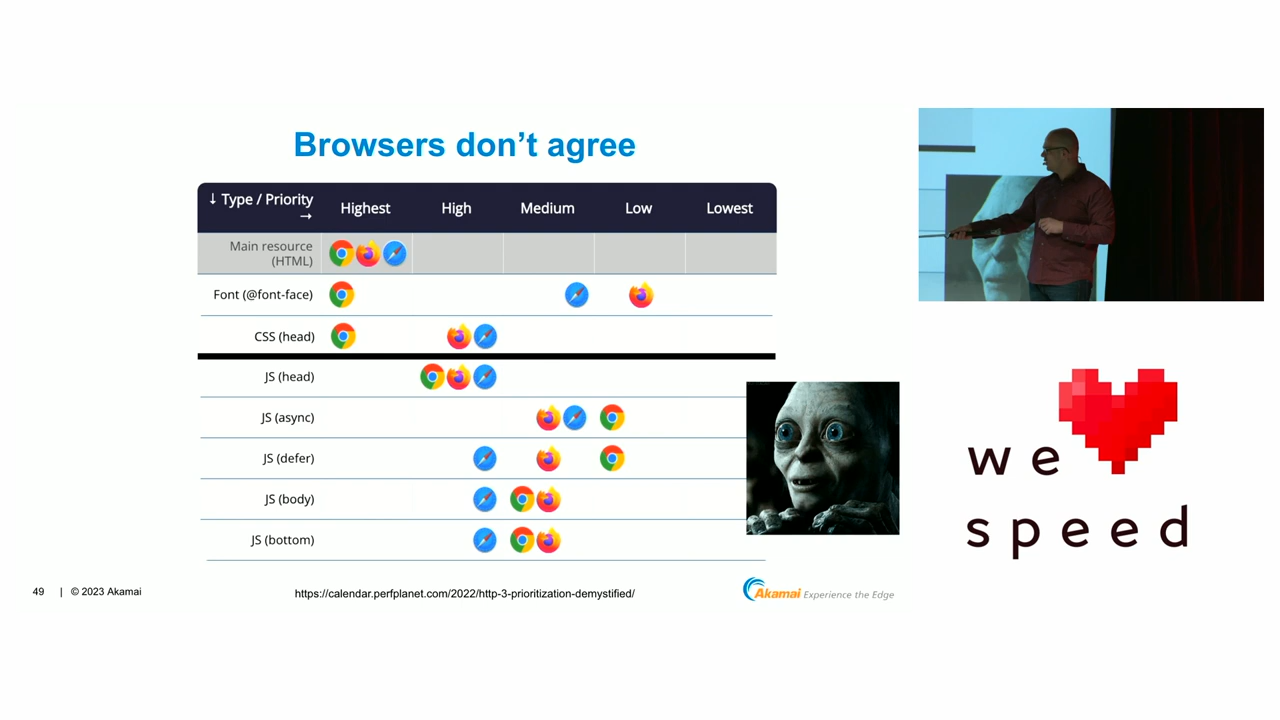 Browsers don't agree
↓ Type / Priority →
Highest
High
Medium
Low
Lowest
Main resource
(HTML)
Font (@font-face)
CSS (head)
JS (head)
JS (async)
JS (defer)
JS (body)
JS (bottom)
we
speed
49 | © 2023 Akamai
https://calendar.perfplanet.com/2022/http-3-prioritization-demystified/
Akamai Experience the Edge